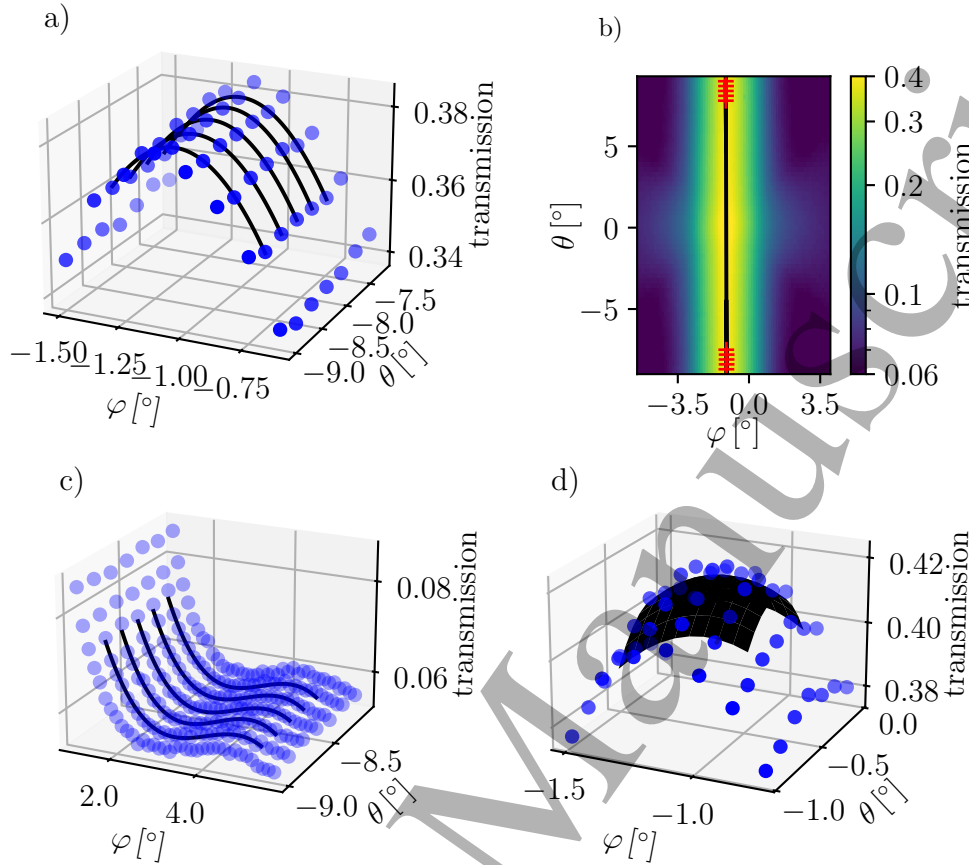 a)
0.38
0.36
0.34
transmission
−1.50
−1.25
−1.00
−0.75
φ [°]
−9.0
−8.5
−8.0
−7.5
θ [°]
b)
5
0
−5
θ [°]
−3.5
0.0
3.5
φ [°]
0.4
0.3
0.2
0.1
0.06
transmission
c)
0.08
0.06
transmission
2.0
4.0
φ [°]
−9.0
−8.5
θ [°]
d)
0.42
0.40
0.38
transmission
−1.5
−1.0
φ [°]
−1.0
−0.5
0.0
θ [°]
Manuscri